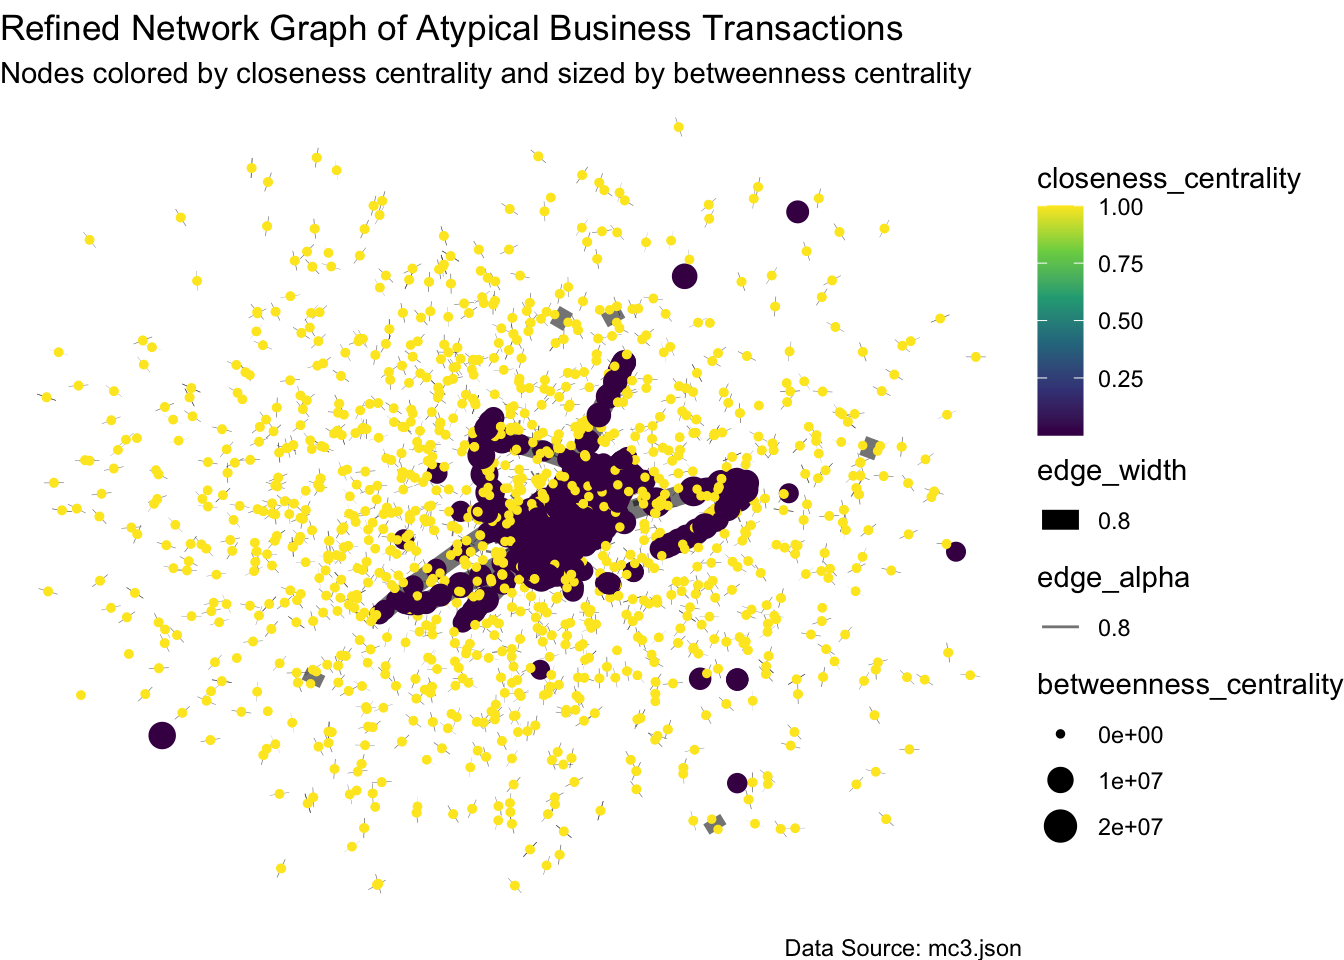 Refined Network Graph of Atypical Business Transactions
Nodes colored by closeness centrality and sized by betweenness centrality
closeness_centrality
1.00
0.75
0.50
0.25
edge_width
0.8
edge_alpha
0.8
betweenness_centrality
0e+00
1e+07
2e+07
Data Source: mc3.json